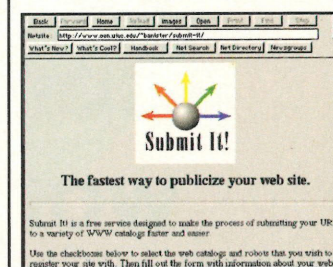 Back Forward Home Reload Images Open Print Find Stop
Netsite: http://www.oon.uiuc.edu/~banister/submit-it/
What's New? What's Cool? Handbook Net Search Net Directory Newsgroups
Submit It!
The fastest way to publicize your web site.
Submit It! is a free service designed to make the process of submitting your UR
to a variety of WWW catalogs faster and easier
Use the checkboxes below to select the web catalogs and robots that you wish to
register your site with. Then fill out the form with information about your web